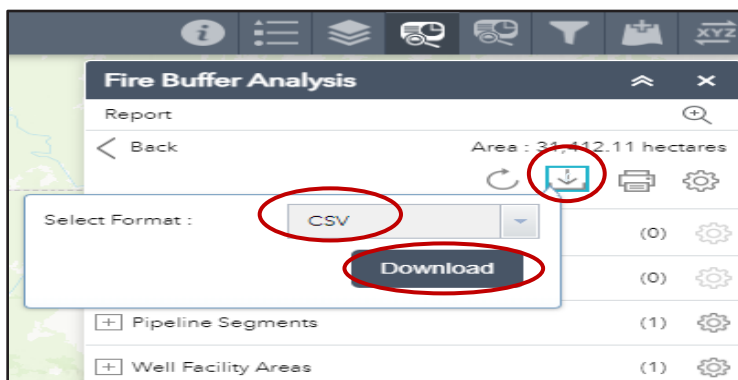 XYZ
Fire Buffer Analysis
Report
Back
Area : 31,412.11 hectares
Select Format :
CSV
(0)
Download
(0)
Pipeline Segments
(1)
Well Facility Areas
(1)